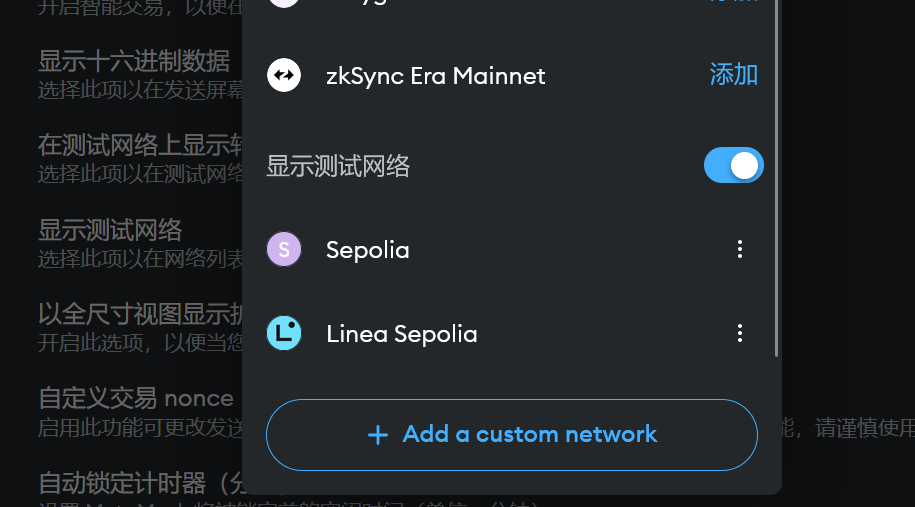 开启智能交易，以便在
添加
显示十六进制数据
选择此项以在发送屏幕
zkSync Era Mainnet
添加
在测试网络上显示转
选择此项以在测试网络
显示测试网络
显示测试网络
选择此项以在网络列表
S
Sepolia
以全尺寸视图显示扩
开启此选项，以便当您
L
Linea Sepolia
自定义交易 nonce
启用此功能可更改发送
能，请谨慎使用
+ Add a custom network
自动锁定计时器（分